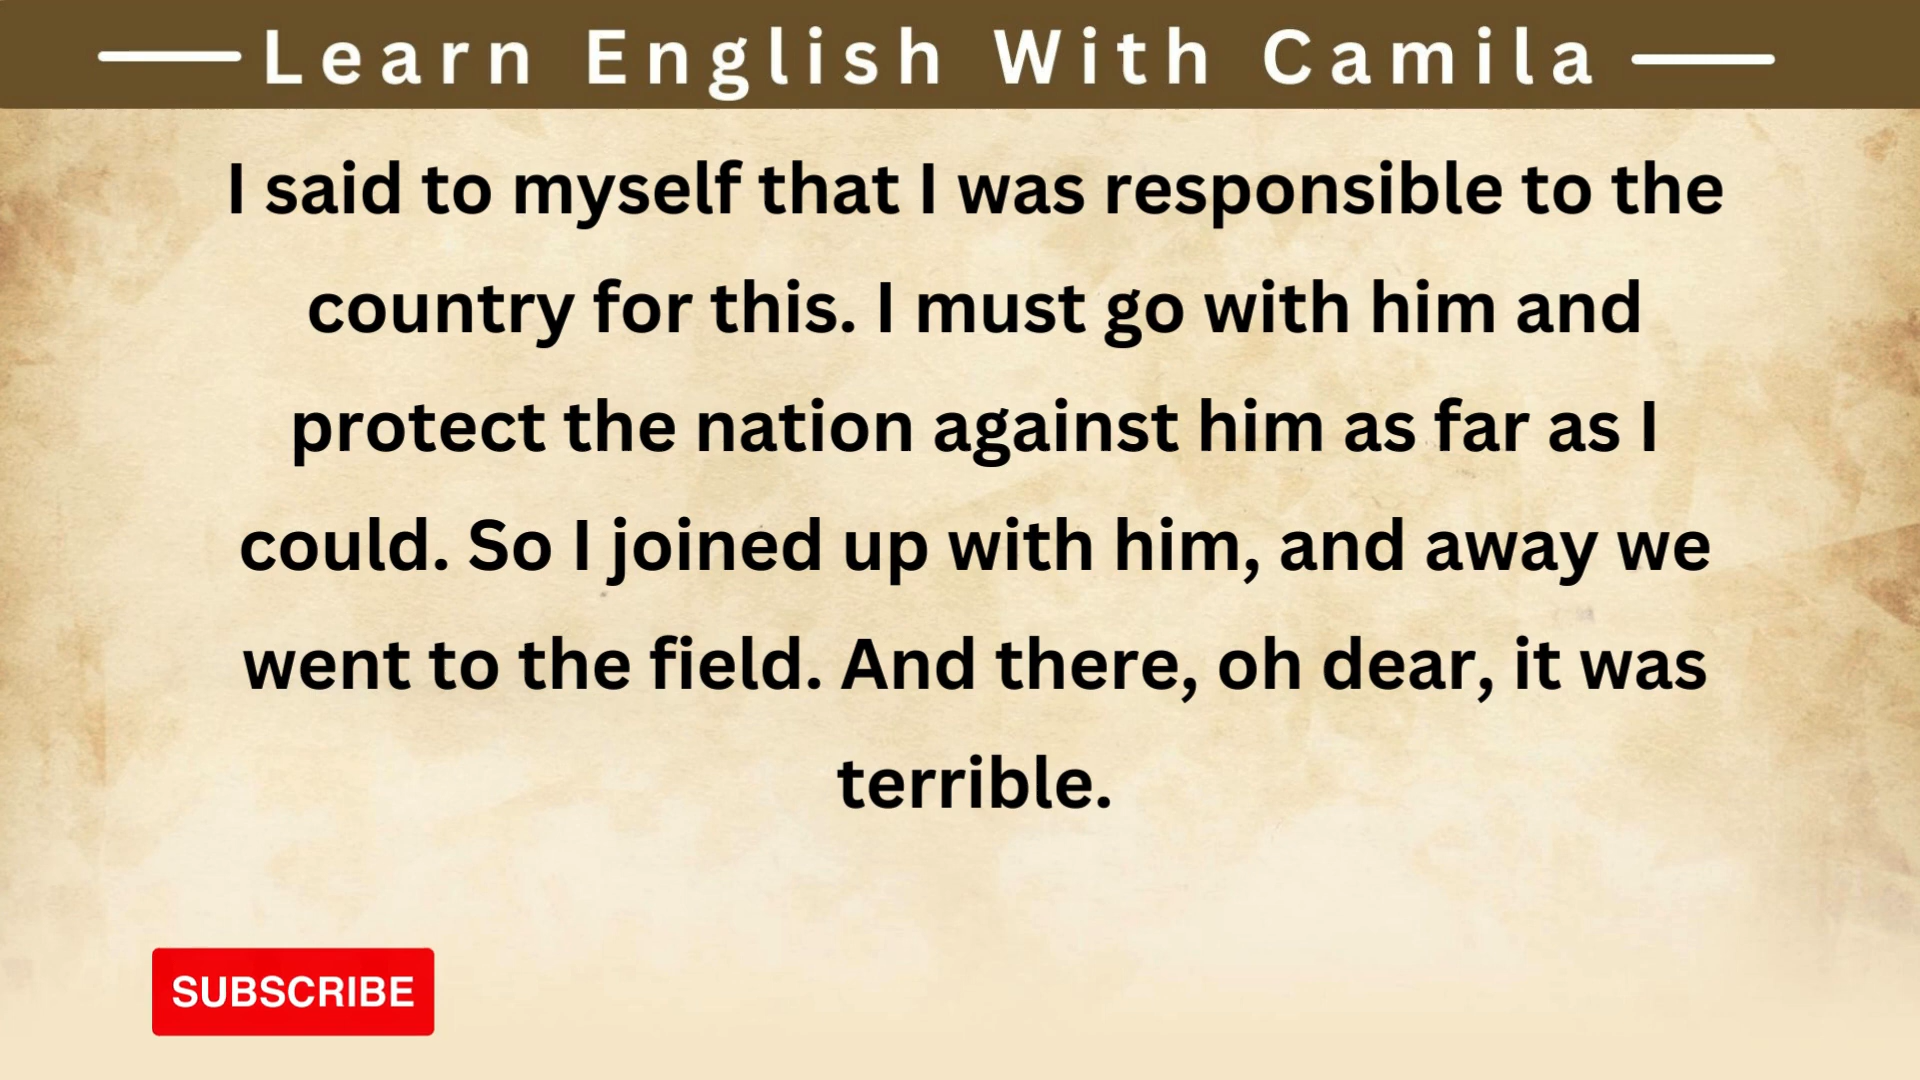 Learn English With Camila
I said to myself that I was responsible to the
country for this. I must go with him and
protect the nation against him as far as I
could. So I joined up with him, and away we
went to the field. And there, oh dear, it was
terrible.
SUBSCRIBE